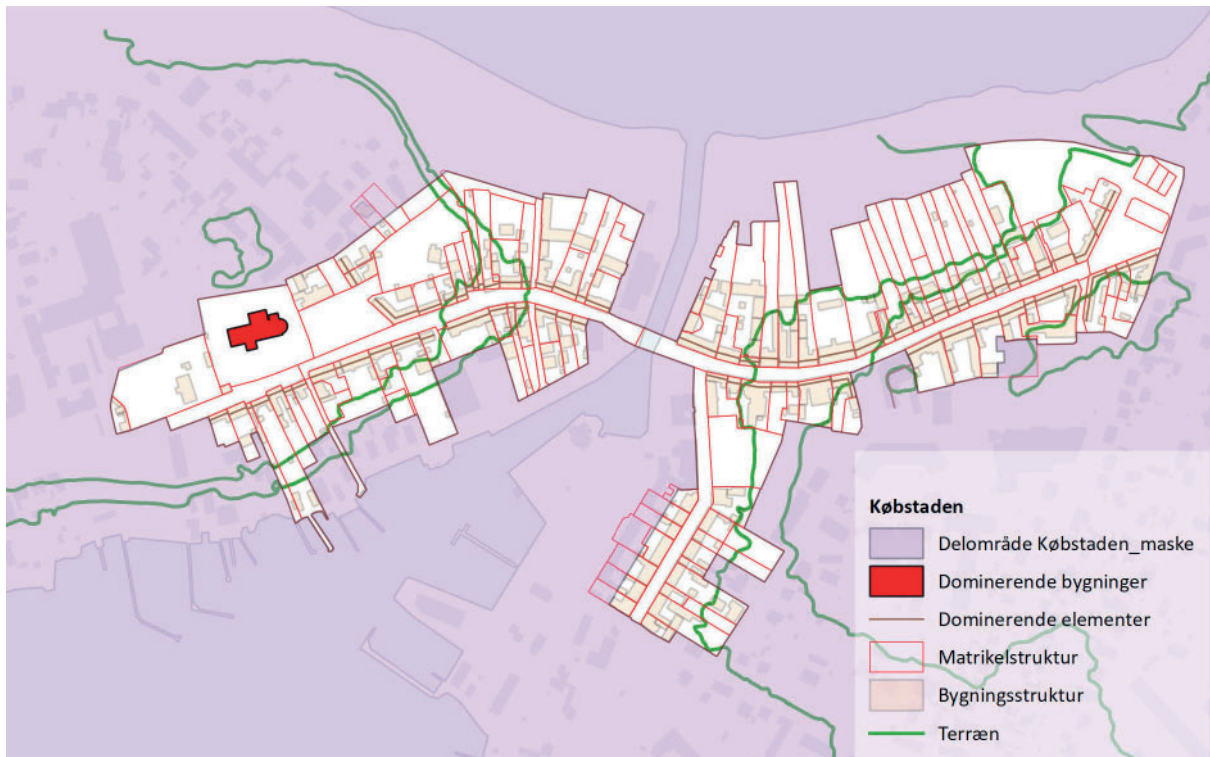 Købstaden
Delområde Købstaden_maske
Dominerende bygninger
Dominerende elementer
Matrikelstruktur
Bygningsstruktur
Terræn